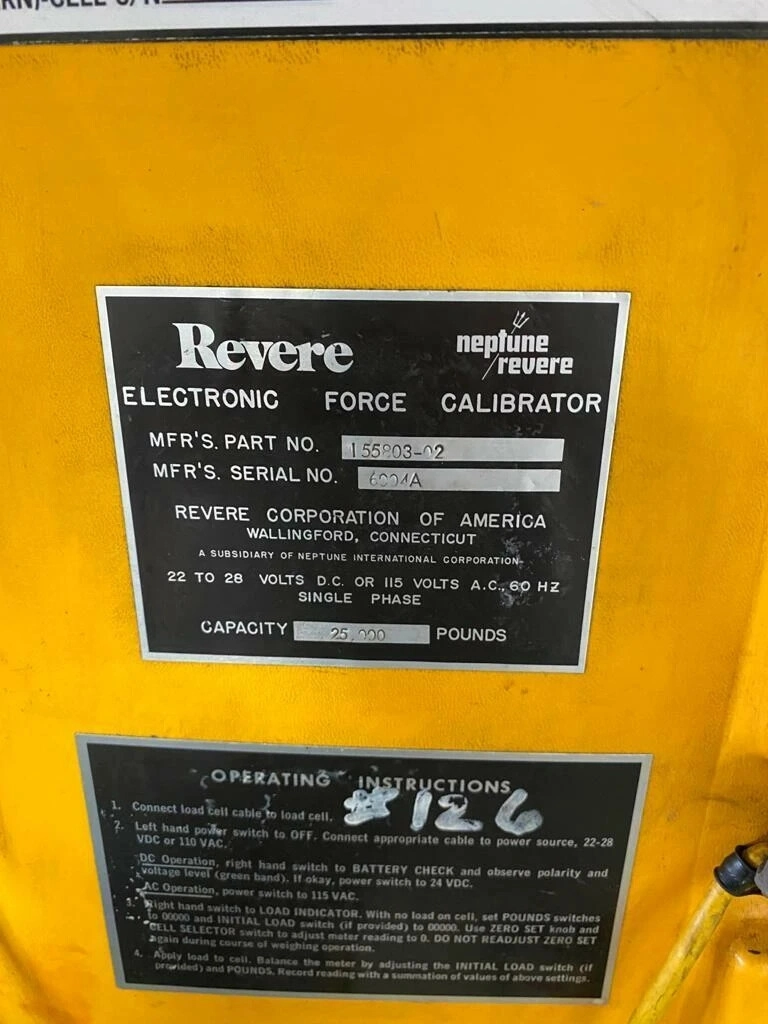 Revere
neptune
revere
ELECTRONIC FORCE CALIBRATOR
MFR'S. PART NO. 155803-02
MFR'S. SERIAL NO. 6004A
REVERE CORPORATION OF AMERICA
WALLINGFORD, CONNECTICUT
A SUBSIDIARY OF NEPTUNE INTERNATIONAL CORPORATION
22 TO 28 VOLTS D.C. OR 115 VOLTS A.C., 60 HZ
SINGLE PHASE
CAPACITY 25,000 POUNDS
OPERATING INSTRUCTIONS
#126
1. Connect load cell cable to load cell.
2. Left hand power switch to OFF. Connect appropriate cable to power source, 22-28
VDC or 110 VAC.
DC Operation, right hand switch to BATTERY CHECK and observe polarity and
voltage level (green band). If okay, power switch to 24 VDC.
AC Operation, power switch to 115 VAC.
3. Right hand switch to LOAD INDICATOR. With no load on cell, set POUNDS switches
to 00000 and INITIAL LOAD switch (if provided) to 00000. Use ZERO SET knob and
CELL SELECTOR switch to adjust meter reading to 0. DO NOT READJUST ZERO SET
again during course of weighing operation.
4. Apply load to cell. Balance the meter by adjusting the INITIAL LOAD switch (if
provided) and POUNDS. Record reading with a summation of values of above settings.